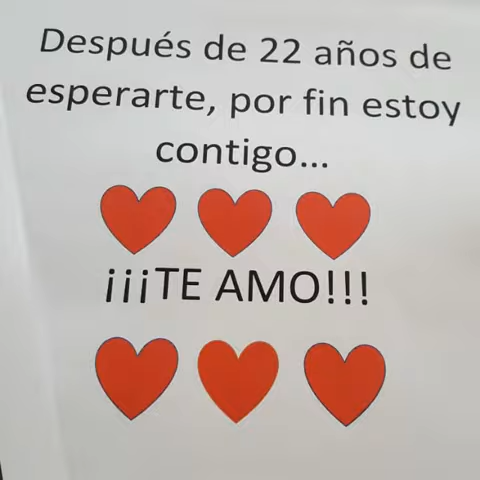 Después de 22 años de
esperarte, por fin estoy
contigo...
¡¡¡TE AMO!!!